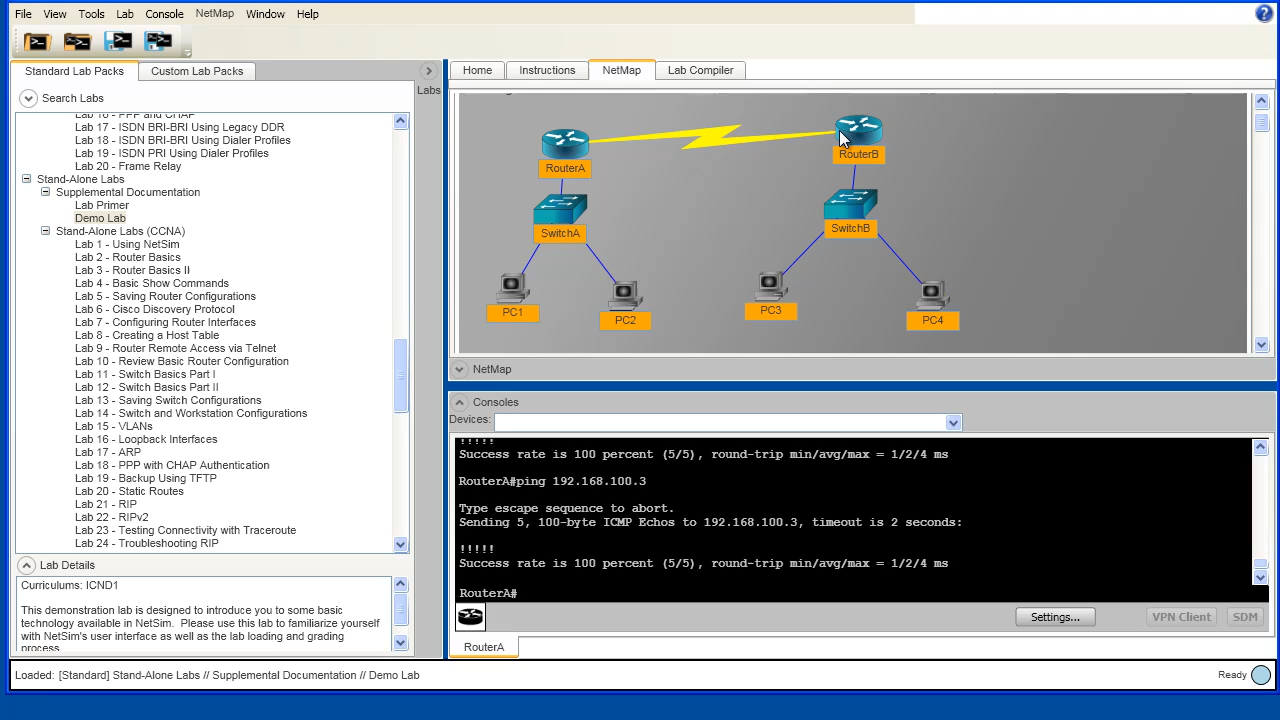 File Edit Tools Lab Console NetMap Window Help
Standard Lab Packs
Custom Lab Packs
Search Labs
Lab 16 - PPP and CHAP
Lab 17 - ISDN BRI-BRI Using Legacy DDR
Lab 18 - ISDN BRI-BRI Using Dialer Profiles
Lab 19 - ISDN PRI Using Dialer Profiles
Lab 20 - Frame Relay
Stand-Alone Labs
Supplemental Documentation
Lab Primer
Demo Lab
Stand-Alone Labs (CCNA)
Lab 1 - Using NetSim
Lab 2 - Router Basics
Lab 3 - Router Basics II
Lab 4 - Basic Show Commands
Lab 5 - Saving Router Configurations
Lab 6 - Cisco Discovery Protocol
Lab 7 - Configuring Router Interfaces
Lab 8 - Creating a Host Table
Lab 9 - Router Remote Access via Telnet
Lab 10 - Review Basic Router Configuration
Lab 11 - Switch Basics Part I
Lab 12 - Switch Basics Part II
Lab 13 - Saving Switch Configurations
Lab 14 - Switch and Workstation Configurations
Lab 15 - VLANs
Lab 16 - Loopback Interfaces
Lab 17 - ARP
Lab 18 - PPP with CHAP Authentication
Lab 19 - Backup Using TFTP
Lab 20 - Static Routes
Lab 21 - RIP
Lab 22 - RIPv2
Lab 23 - Testing Connectivity with Traceroute
Lab 24 - Troubleshooting RIP
Lab Details
Curriculums: ICND1
This demonstration lab is designed to introduce you to some basic
technology available in NetSim. Please use this lab to familiarize yourself
with NetSim's user interface as well as the lab loading and grading
process.
Labs
Home
Instructions
NetMap
Lab Compiler
RouterA
RouterB
SwitchA
SwitchB
PC1
PC2
PC3
PC4
NetMap
Consoles
Devices:
!!!!!
Success rate is 100 percent (5/5), round-trip min/avg/max = 1/2/4 ms
RouterA#ping 192.168.100.3
Type escape sequence to abort.
Sending 5, 100-byte ICMP Echos to 192.168.100.3, timeout is 2 seconds:
!!!!!
Success rate is 100 percent (5/5), round-trip min/avg/max = 1/2/4 ms
RouterA#
Settings...
VPN Client
SDM
RouterA
Loaded: [Standard] Stand-Alone Labs // Supplemental Documentation // Demo Lab
Ready